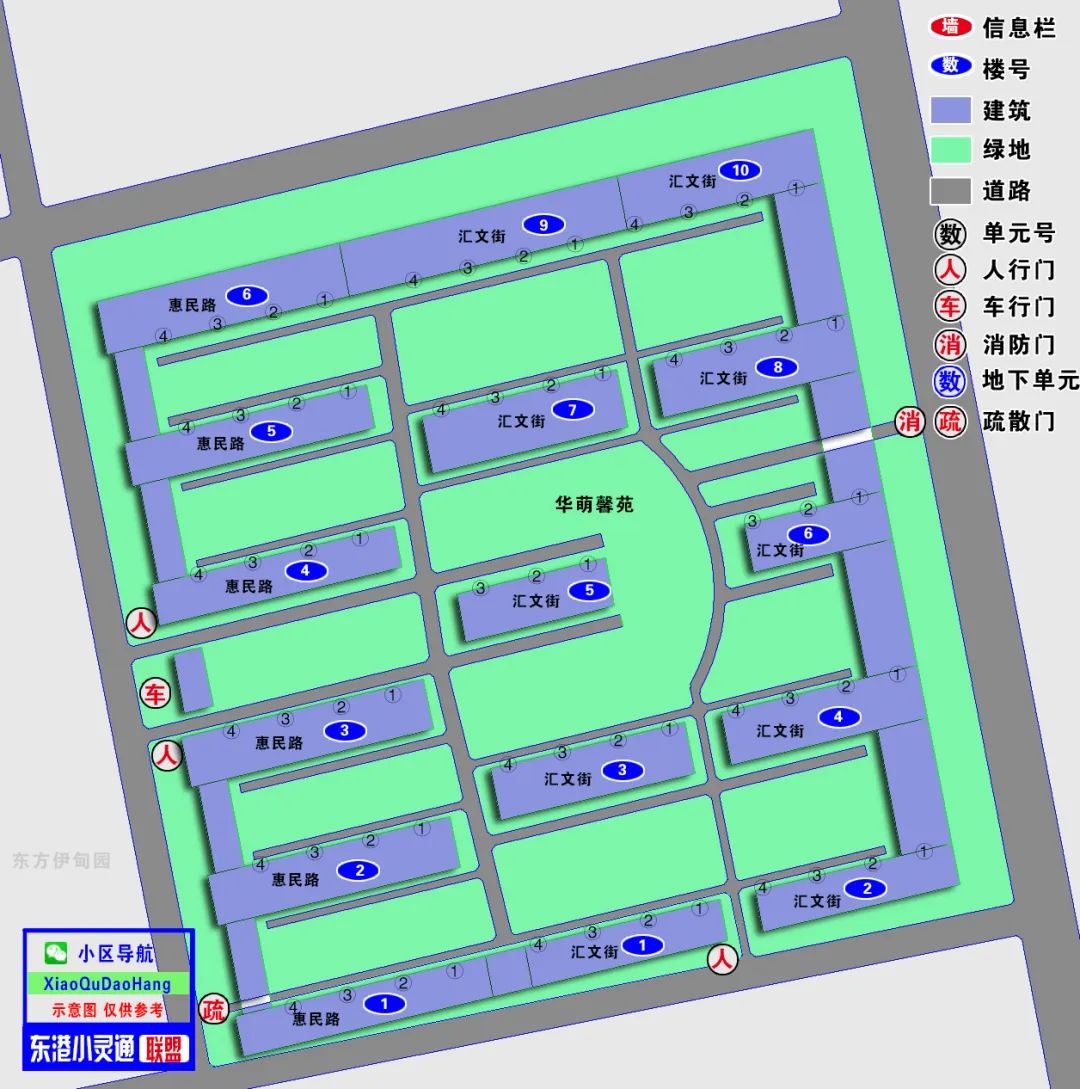 墙 信息栏
数 楼号
建筑
绿地
道路
数 单元号
人 人行门
车 车行门
消 消防门
数 地下单元
疏 疏散门
汇文街 10
4 3 2 1
汇文街 9
4 3 2 1
惠民路 6
4 3 2 1
汇文街 8
4 3 2 1
汇文街 7
4 3 2 1
惠民路 5
4 3 2 1
消
华萌馨苑
汇文街 6
3 2 1
惠民路 4
4 3 2 1
汇文街 5
3 2 1
人
车
人
惠民路 3
4 3 2 1
汇文街 4
4 3 2 1
汇文街 3
4 3 2 1
惠民路 2
4 3 2 1
汇文街 2
4 3 2 1
汇文街 1
4 3 2 1
人
惠民路 1
4 3 2 1
疏
东方伊甸园
小区导航
XiaoQuDaoHang
示意图 仅供参考
东港小灵通 联盟